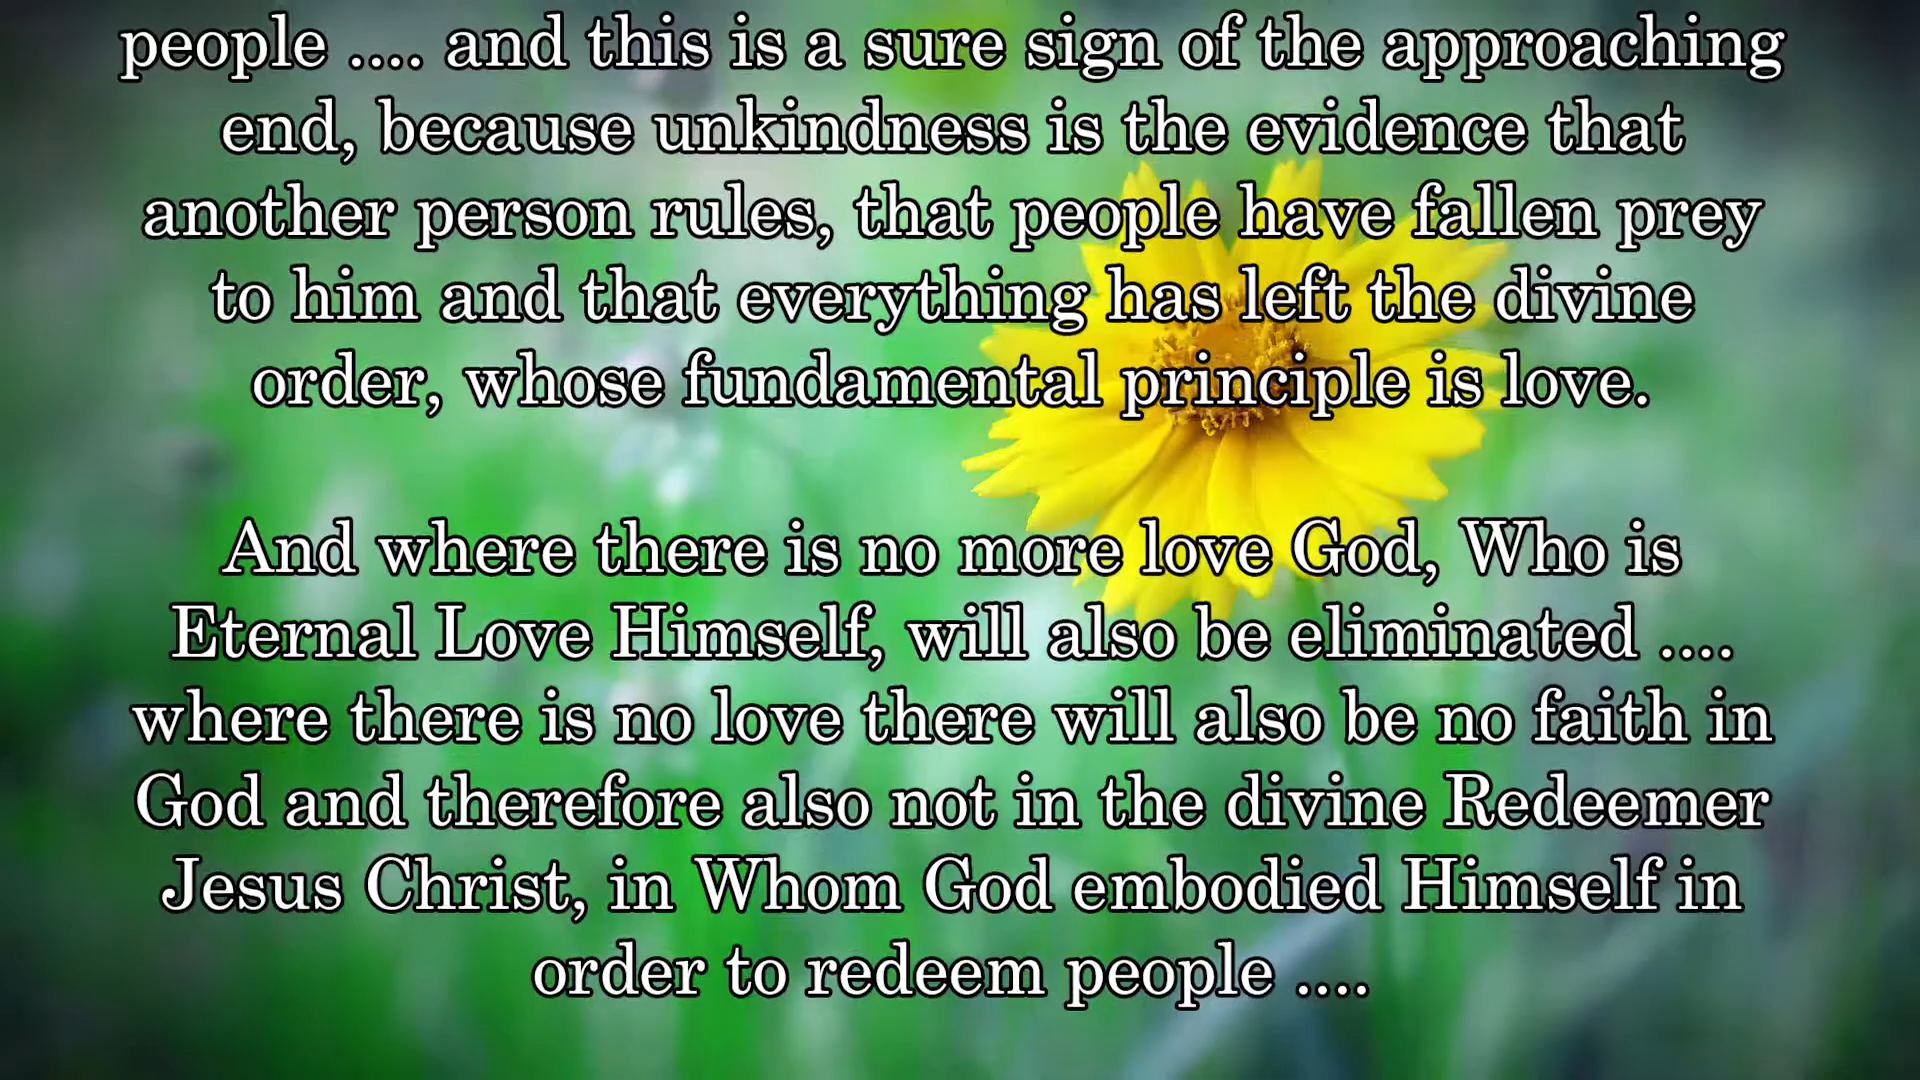 people .... and this is a sure sign of the approaching
end, because unkindness is the evidence that
another person rules, that people have fallen prey
to him and that everything has left the divine
order, whose fundamental principle is love.
And where there is no more love God, Who is
Eternal Love Himself, will also be eliminated ....
where there is no love there will also be no faith in
God and therefore also not in the divine Redeemer
Jesus Christ, in Whom God embodied Himself in
order to redeem people ....